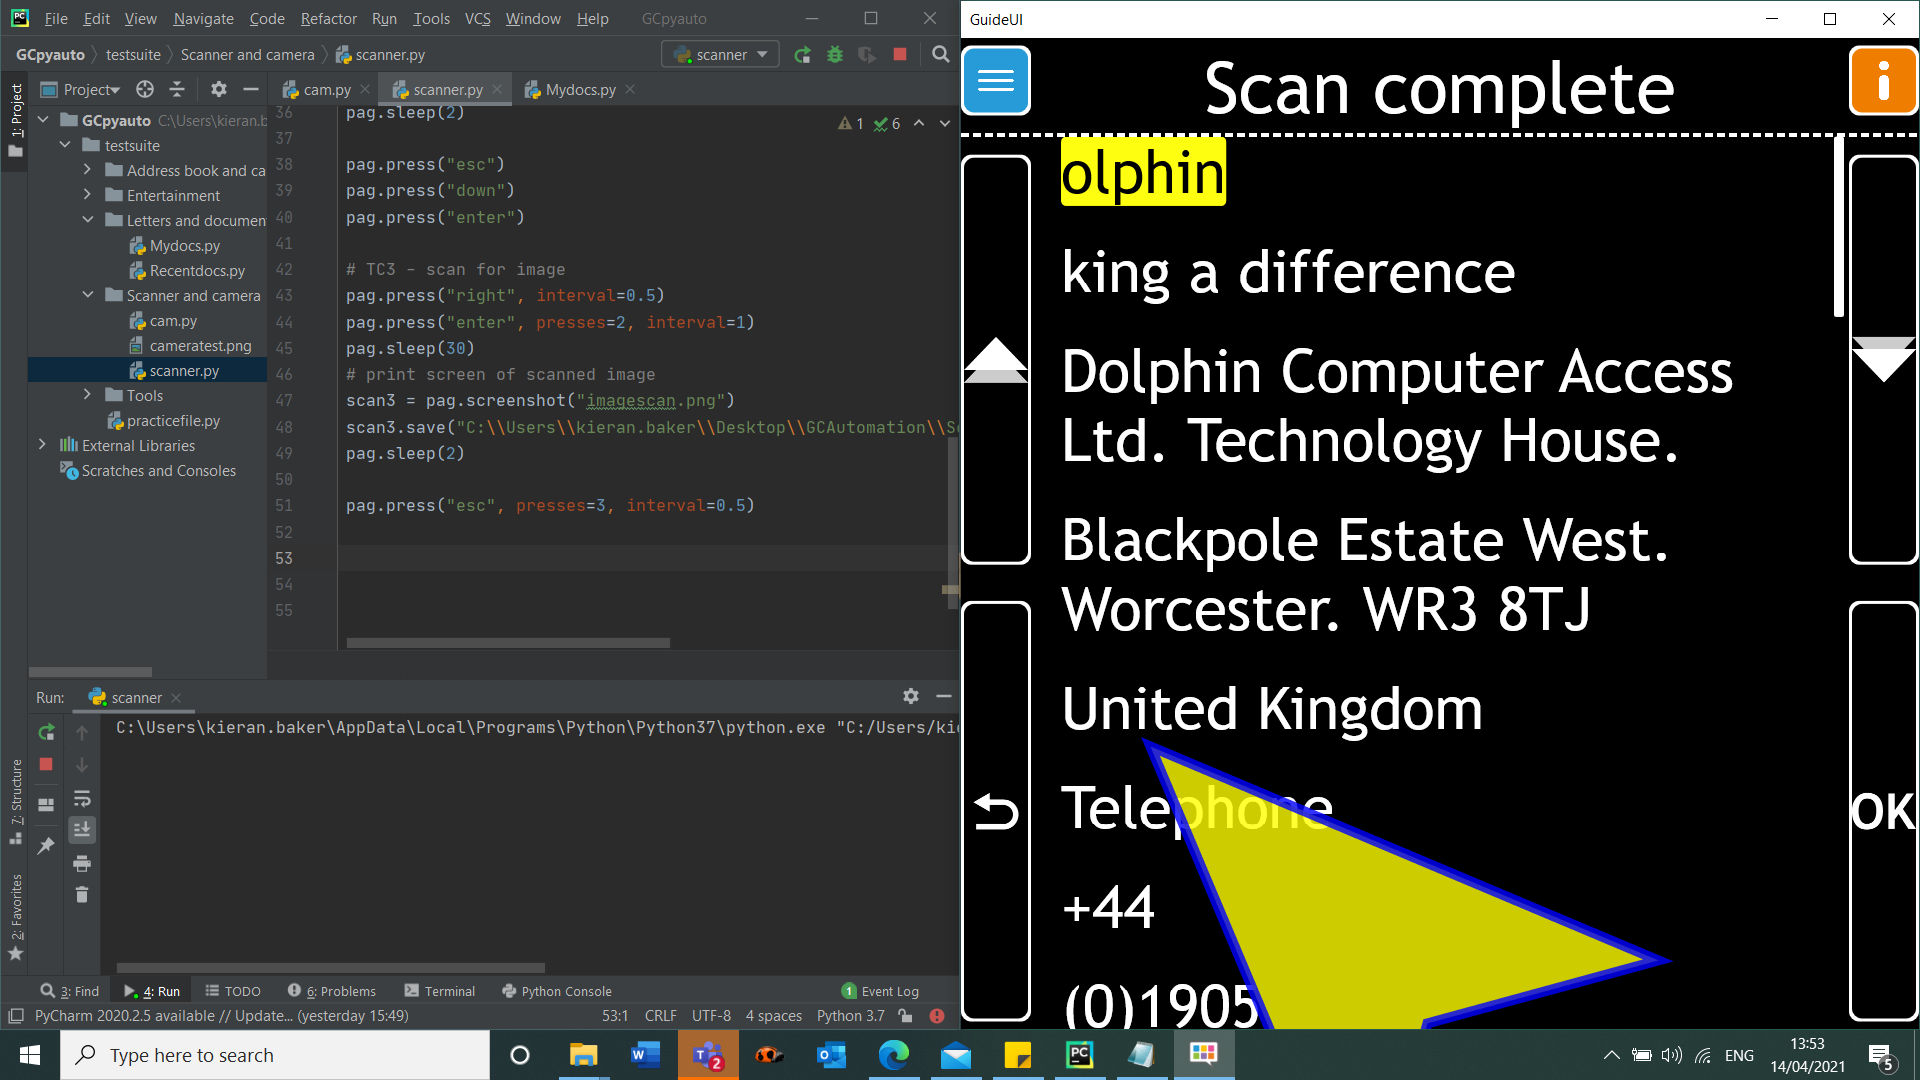 File Edit View Navigate Code Refactor Run Tools VCS Window Help GCpyauto
GCpyauto testsuite Scanner and camera scanner.py scanner
Project cam.py scanner.py Mydocs.py
1: Project
GCpyauto C:\Users\kieran.b
testsuite
Address book and ca
Entertainment
Letters and documen
Mydocs.py
Recentdocs.py
Scanner and camera
cam.py
cameratest.png
scanner.py
Tools
practicefile.py
External Libraries
Scratches and Consoles
1 6
36 pag.sleep(2)
37
38 pag.press("esc")
39 pag.press("down")
40 pag.press("enter")
41
42 # TC3 - scan for image
43 pag.press("right", interval=0.5)
44 pag.press("enter", presses=2, interval=1)
45 pag.sleep(30)
46 # print screen of scanned image
47 scan3 = pag.screenshot("imagescan.png")
48 scan3.save("C:\\Users\\kieran.baker\\Desktop\\GCAutomation\\S
49 pag.sleep(2)
50
51 pag.press("esc", presses=3, interval=0.5)
52
53
54
55
Run: scanner
C:\Users\kieran.baker\AppData\Local\Programs\Python\Python37\python.exe "C:/Users/ki
7: Structure
2: Favorites
3: Find 4: Run TODO 6: Problems Terminal Python Console 1 Event Log
PyCharm 2020.2.5 available // Update... (yesterday 15:49) 53:1 CRLF UTF-8 4 spaces Python 3.7
GuideUI
Scan complete
i
olphin
king a difference
Dolphin Computer Access
Ltd. Technology House.
Blackpole Estate West.
Worcester. WR3 8TJ
United Kingdom
Telephone
+44
(0)1905
OK
Type here to search
2
ENG
13:53
14/04/2021
5